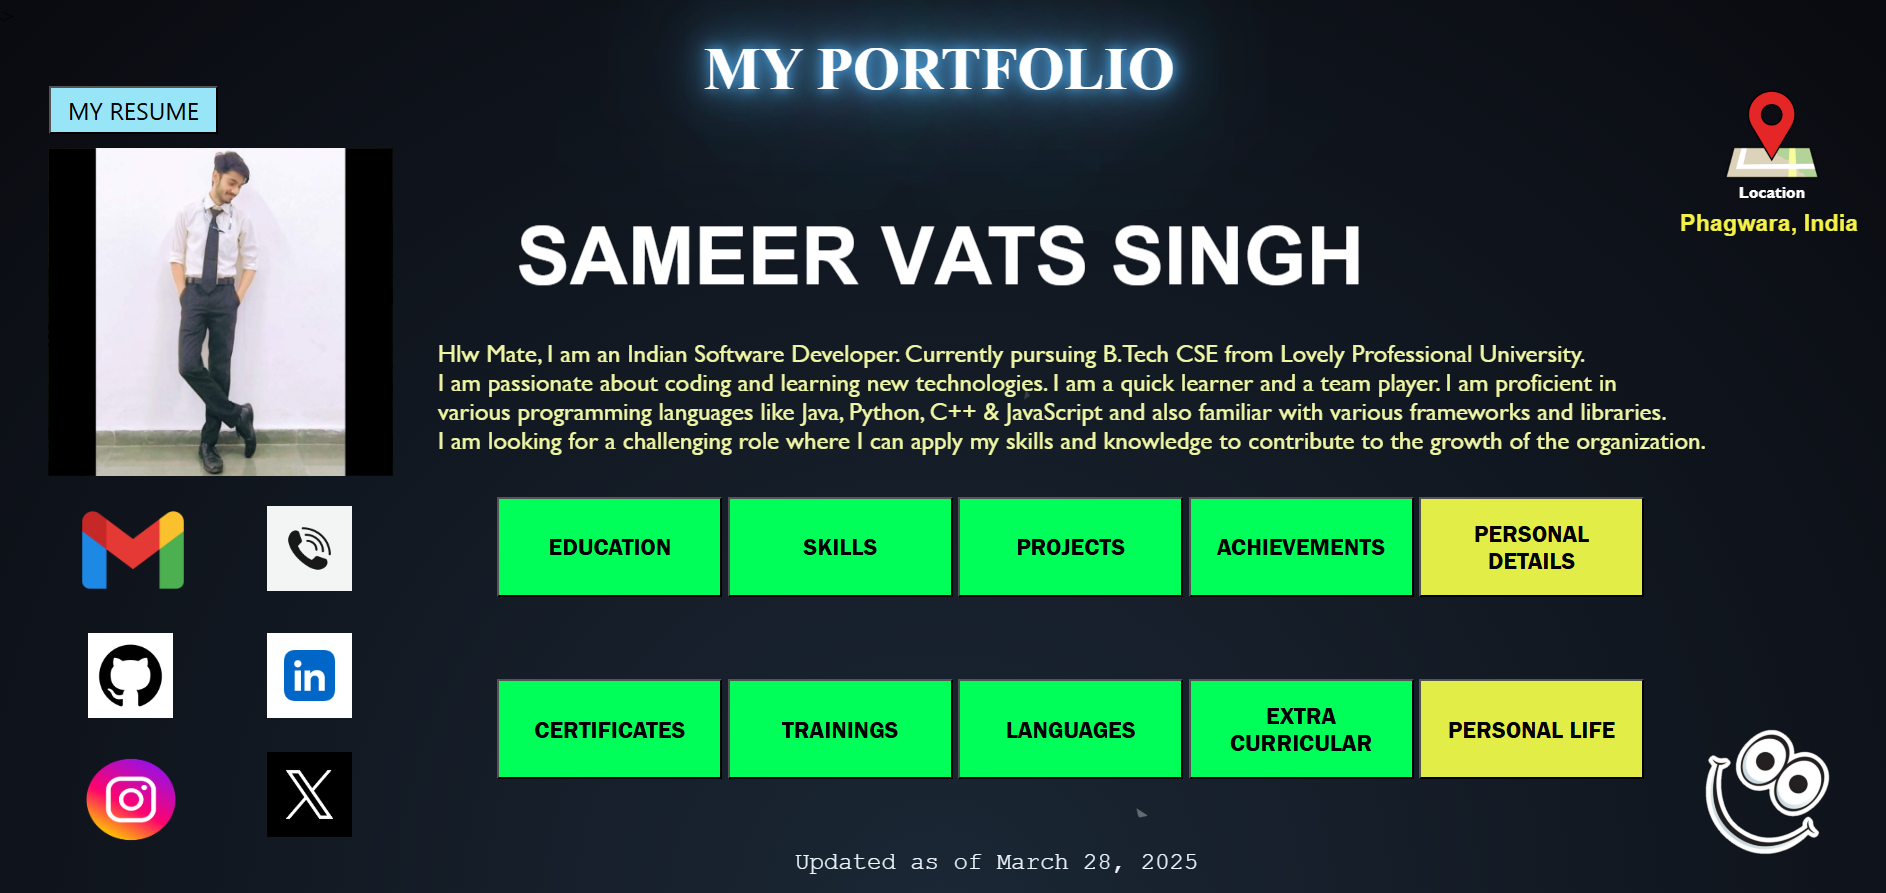 MY PORTFOLIO
MY RESUME
Location
Phagwara, India
SAMEER VATS SINGH
Hlw Mate, I am an Indian Software Developer. Currently pursuing B.Tech CSE from Lovely Professional University.
I am passionate about coding and learning new technologies. I am a quick learner and a team player. I am proficient in
various programming languages like Java, Python, C++ & JavaScript and also familiar with various frameworks and libraries.
I am looking for a challenging role where I can apply my skills and knowledge to contribute to the growth of the organization.
EDUCATION
SKILLS
PROJECTS
ACHIEVEMENTS
PERSONAL
DETAILS
in
CERTIFICATES
TRAININGS
LANGUAGES
EXTRA
CURRICULAR
PERSONAL LIFE
Updated as of March 28, 2025